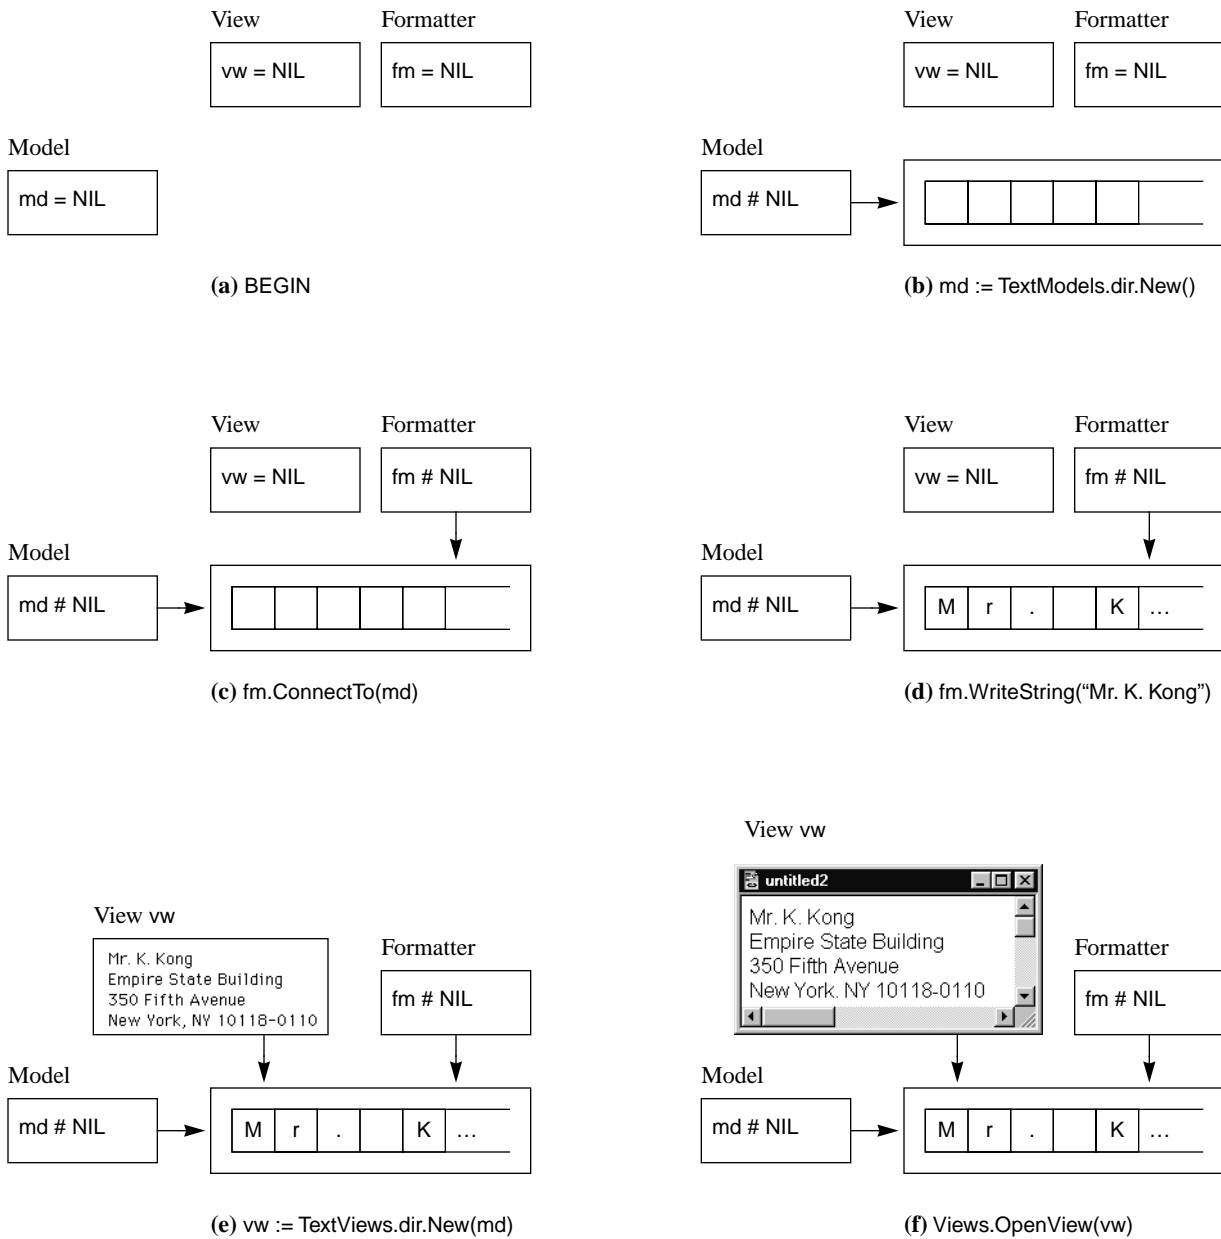 View Formatter
vw = NIL fm = NIL
Model
md = NIL
(a) BEGIN
View Formatter
vw = NIL fm = NIL
Model
md # NIL
(b) md := TextModels.dir.New()
View Formatter
vw = NIL fm # NIL
Model
md # NIL
(c) fm.ConnectTo(md)
View Formatter
vw = NIL fm # NIL
Model
md # NIL M r . K ...
(d) fm.WriteString(“Mr. K. Kong”)
View vw
Mr. K. Kong
Empire State Building
350 Fifth Avenue
New York, NY 10118-0110
Formatter
fm # NIL
Model
md # NIL M r . K ...
(e) vw := TextViews.dir.New(md)
View vw
untitled2
Mr. K. Kong
Empire State Building
350 Fifth Avenue
New York. NY 10118-0110
Formatter
fm # NIL
Model
md # NIL M r . K ...
(f) Views.OpenView(vw)